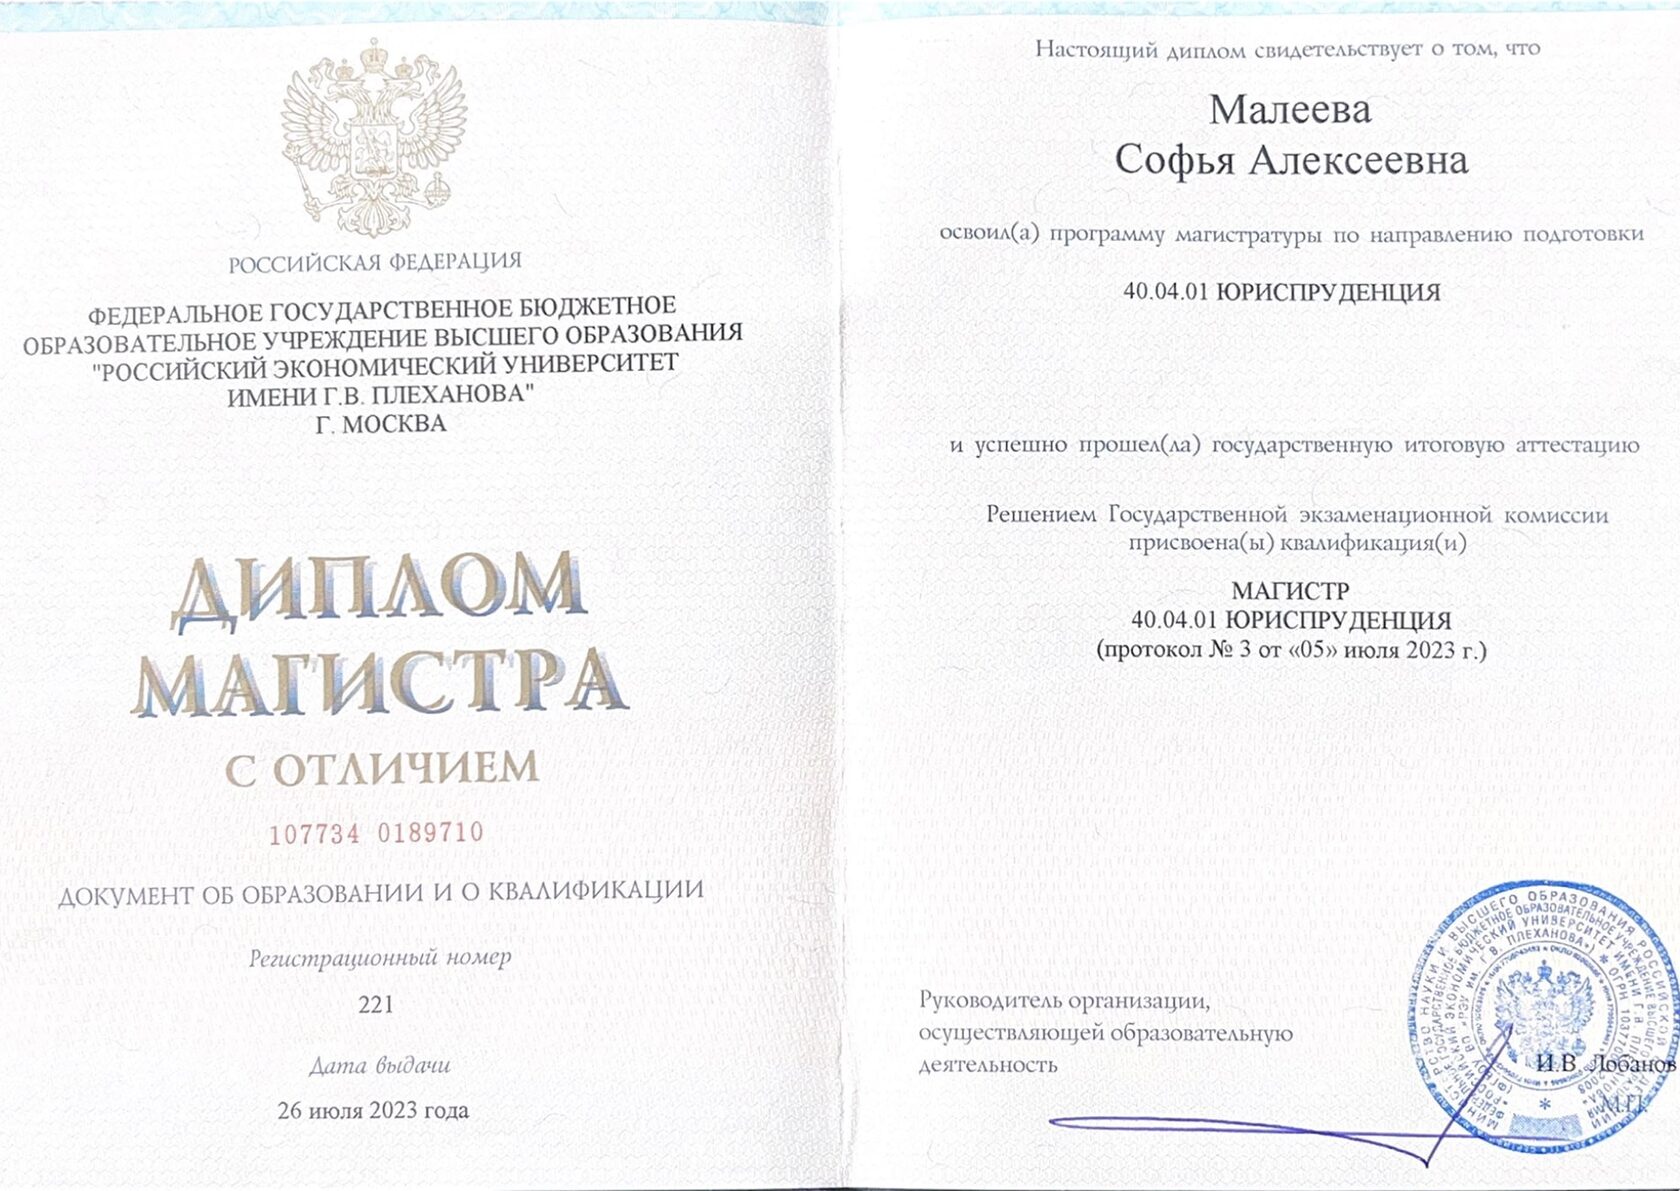 РОССИЙСКАЯ ФЕДЕРАЦИЯ
ФЕДЕРАЛЬНОЕ ГОСУДАРСТВЕННОЕ БЮДЖЕТНОЕ
ОБРАЗОВАТЕЛЬНОЕ УЧРЕЖДЕНИЕ ВЫСШЕГО ОБРАЗОВАНИЯ
"РОССИЙСКИЙ ЭКОНОМИЧЕСКИЙ УНИВЕРСИТЕТ
ИМЕНИ Г.В. ПЛЕХАНОВА"
Г. МОСКВА
ДИПЛОМ
МАГИСТРА
С ОТЛИЧИЕМ
107734 0189710
ДОКУМЕНТ ОБ ОБРАЗОВАНИИ И О КВАЛИФИКАЦИИ
Регистрационный номер
221
Дата выдачи
26 июля 2023 года
Настоящий диплом свидетельствует о том, что
Малеева
Софья Алексеевна
освоил(а) программу магистратуры по направлению подготовки
40.04.01 ЮРИСПРУДЕНЦИЯ
и успешно прошел(ла) государственную итоговую аттестацию
Решением Государственной экзаменационной комиссии
присвоена(ы) квалификация(и)
МАГИСТР
40.04.01 ЮРИСПРУДЕНЦИЯ
(протокол № 3 от «05» июля 2023 г.)
Руководитель организации,
осуществляющей образовательную
деятельность
И.В. Лобанов
М.П.